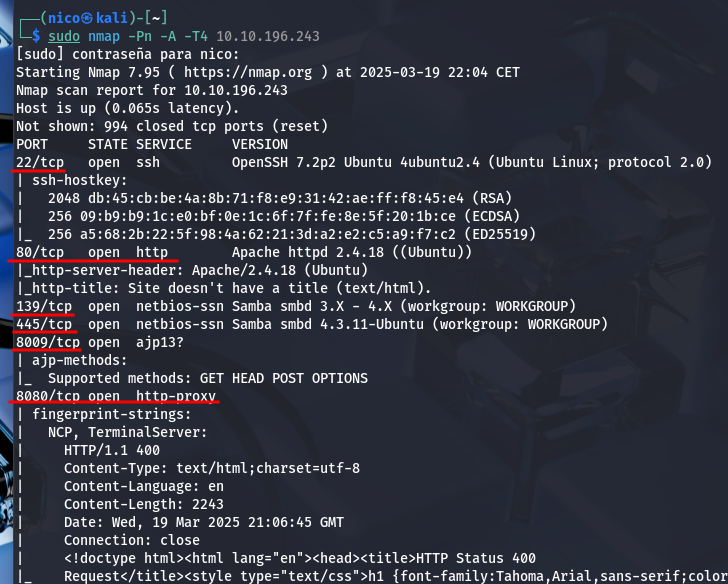 ┌──(nico㉿kali)-[~]
└─$ sudo nmap -Pn -A -T4 10.10.196.243
[sudo] contraseña para nico:
Starting Nmap 7.95 ( https://nmap.org ) at 2025-03-19 22:04 CET
Nmap scan report for 10.10.196.243
Host is up (0.065s latency).
Not shown: 994 closed tcp ports (reset)
PORT     STATE SERVICE     VERSION
22/tcp   open  ssh         OpenSSH 7.2p2 Ubuntu 4ubuntu2.4 (Ubuntu Linux; protocol 2.0)
| ssh-hostkey:
|   2048 db:45:cb:be:4a:8b:71:f8:e9:31:42:ae:ff:f8:45:e4 (RSA)
|   256 09:b9:b9:1c:e0:bf:0e:1c:6f:7f:fe:8e:5f:20:1b:ce (ECDSA)
|_  256 a5:68:2b:22:5f:98:4a:62:21:3d:a2:e2:c5:a9:f7:c2 (ED25519)
80/tcp   open  http        Apache httpd 2.4.18 ((Ubuntu))
|_http-server-header: Apache/2.4.18 (Ubuntu)
|_http-title: Site doesn't have a title (text/html).
139/tcp  open  netbios-ssn Samba smbd 3.X - 4.X (workgroup: WORKGROUP)
445/tcp  open  netbios-ssn Samba smbd 4.3.11-Ubuntu (workgroup: WORKGROUP)
8009/tcp open  ajp13?
| ajp-methods:
|_  Supported methods: GET HEAD POST OPTIONS
8080/tcp open  http-proxy
| fingerprint-strings:
|   NCP, TerminalServer:
|     HTTP/1.1 400
|     Content-Type: text/html;charset=utf-8
|     Content-Language: en
|     Content-Length: 2243
|     Date: Wed, 19 Mar 2025 21:06:45 GMT
|     Connection: close
|     <!doctype html><html lang="en"><head><title>HTTP Status 400
|_    Request</title><style type="text/css">h1 {font-family:Tahoma,Arial,sans-serif;color